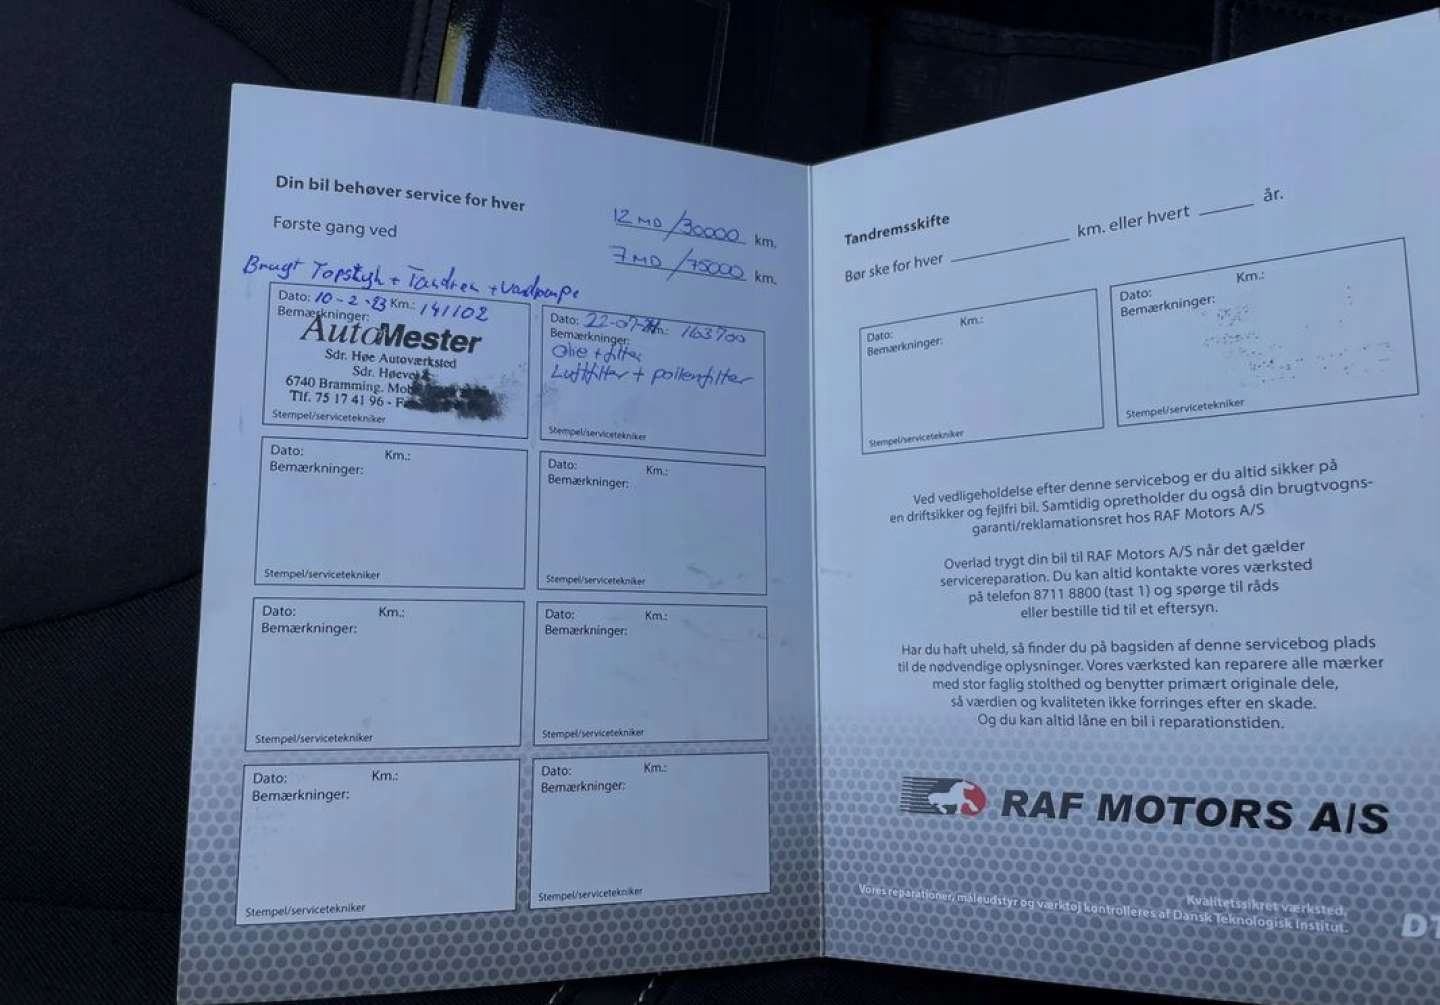 Din bil behøver service for hver 12 MD/30000 km.
Første gang ved 7 MD/75000 km.
Brugt Topstyk + Tandrem + Vandpumpe
Dato: 10-2-23 Km.: 141102
Bemærkninger:
AutoMester
Sdr. Høe Autoværksted
Sdr. Høevej
6740 Bramming. Mob
Tlf. 75 17 41 96 - F
Stempel/servicetekniker
Dato: 22-07- Km.: 163700
Bemærkninger:
Olie + filter
Luftfilter + pollenfilter
Stempel/servicetekniker
Dato: Km.:
Bemærkninger:
Stempel/servicetekniker
Dato: Km.:
Bemærkninger:
Stempel/servicetekniker
Dato: Km.:
Bemærkninger:
Stempel/servicetekniker
Dato: Km.:
Bemærkninger:
Stempel/servicetekniker
Dato: Km.:
Bemærkninger:
Stempel/servicetekniker
Dato: Km.:
Bemærkninger:
Stempel/servicetekniker
Tandremsskifte
Bør ske for hver km. eller hvert år.
Dato: Km.:
Bemærkninger:
Stempel/servicetekniker
Dato: Km.:
Bemærkninger:
Stempel/servicetekniker
Ved vedligeholdelse efter denne servicebog er du altid sikker på
en driftsikker og fejlfri bil. Samtidig opretholder du også din brugtvogns-
garanti/reklamationsret hos RAF Motors A/S
Overlad trygt din bil til RAF Motors A/S når det gælder
servicereparation. Du kan altid kontakte vores værksted
på telefon 8711 8800 (tast 1) og spørge til råds
eller bestille tid til et eftersyn.
Har du haft uheld, så finder du på bagsiden af denne servicebog plads
til de nødvendige oplysninger. Vores værksted kan reparere alle mærker
med stor faglig stolthed og benytter primært originale dele,
så værdien og kvaliteten ikke forringes efter en skade.
Og du kan altid låne en bil i reparationstiden.
RAF MOTORS A/S
Kvalitetssikret værksted.
Vores reparationer, måleudstyr og værktøj kontrolleres af Dansk Teknologisk Institut.